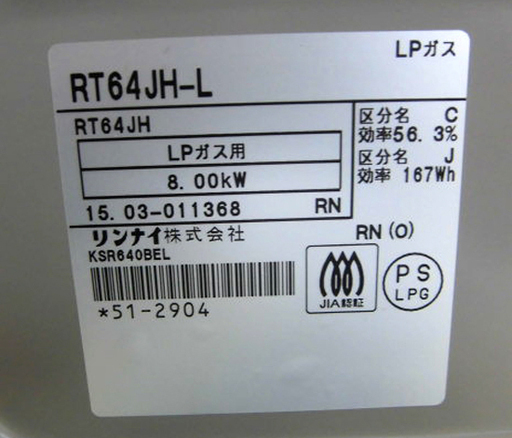 LPガス
RT64JH-L
RT64JH
LPガス用
8.00kW
15.03-011368 RN
区分名 C
効率56.3%
区分名 J
効率 167Wh
リンナイ株式会社
RN(O)
KSR640BEL
*51-2904
JIA認証
PS
LPG